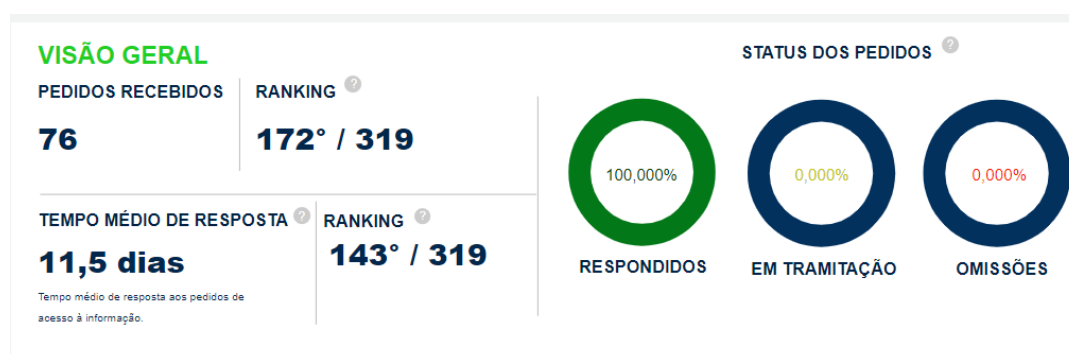 VISÃO GERAL
PEDIDOS RECEBIDOS
76
RANKING ?
172° / 319
TEMPO MÉDIO DE RESPOSTA ?
11,5 dias
Tempo médio de resposta aos pedidos de
acesso à informação.
RANKING ?
143° / 319
STATUS DOS PEDIDOS ?
100,000%
RESPONDIDOS
0,000%
EM TRAMITAÇÃO
0,000%
OMISSÕES